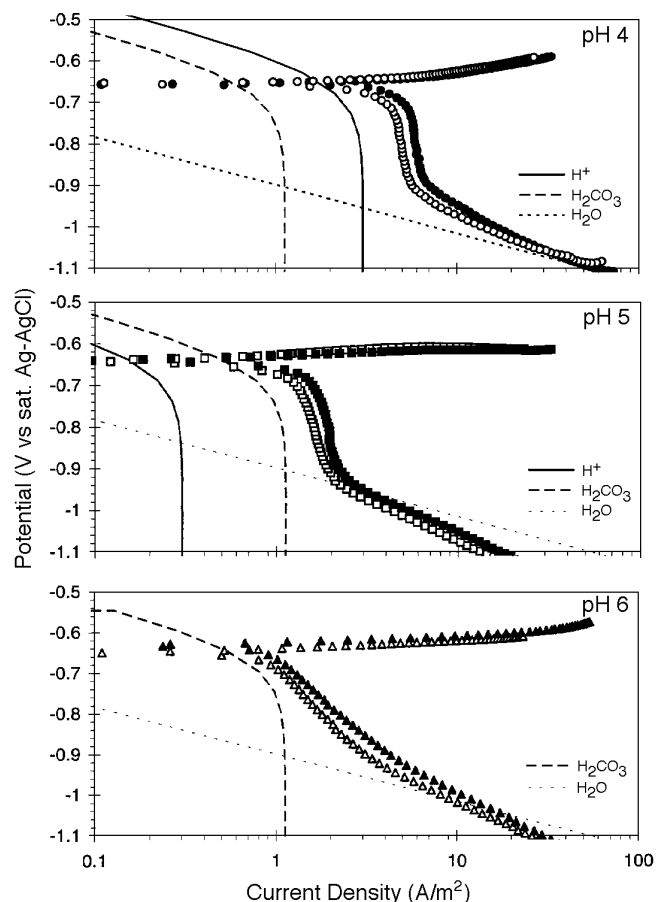 -0.5
pH 4
-0.6
-0.7
-0.8
-0.9
H+
H2CO3
-1
H2O
-1.1
-0.5
pH 5
-0.6
-0.7
-0.8
-0.9
H+
H2CO3
-1
H2O
-1.1
-0.5
pH 6
-0.6
-0.7
-0.8
-0.9
H2CO3
-1
H2O
-1.1
0.1
1
10
100
Potential (V vs sat. Ag-AgCl)
Current Density (A/m²)